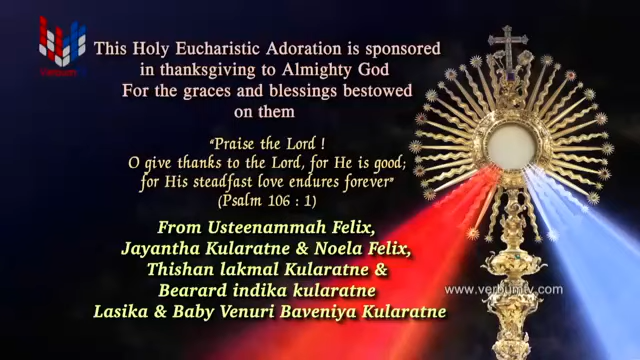 Verbum
This Holy Eucharistic Adoration is sponsored
in thanksgiving to Almighty God
For the graces and blessings bestowed
on them
"Praise the Lord !
O give thanks to the Lord, for He is good;
for His steadfast love endures forever"
(Psalm 106 : 1)
From Usteenammah Felix,
Jayantha Kularatne & Noela Felix,
Thishan lakmal Kularatne &
Bearard indika kularatne
Lasika & Baby Venuri Baveniya Kularatne
www.verbumtv.com